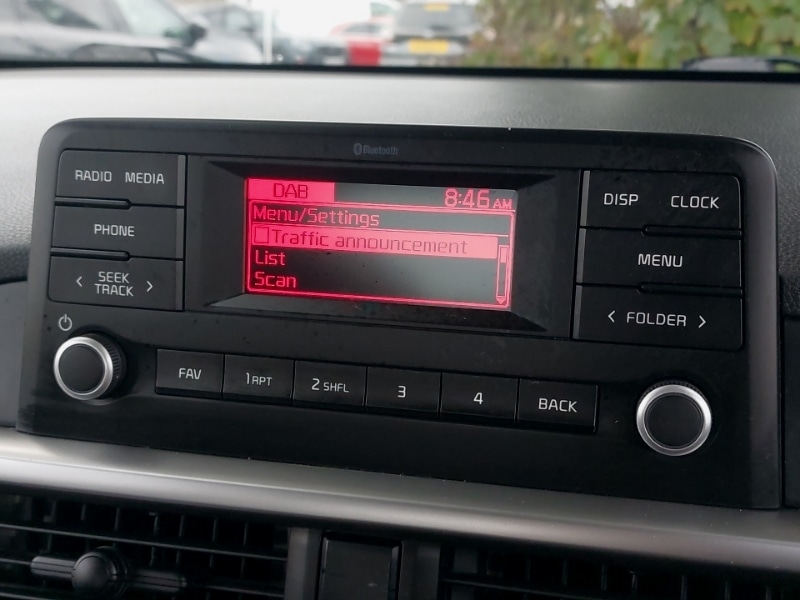 Bluetooth
RADIO MEDIA
PHONE
< SEEK TRACK >
DAB 8:46 AM
Menu/Settings
Traffic announcement
List
Scan
DISP CLOCK
MENU
< FOLDER >
FAV 1 RPT 2 SHFL 3 4 BACK